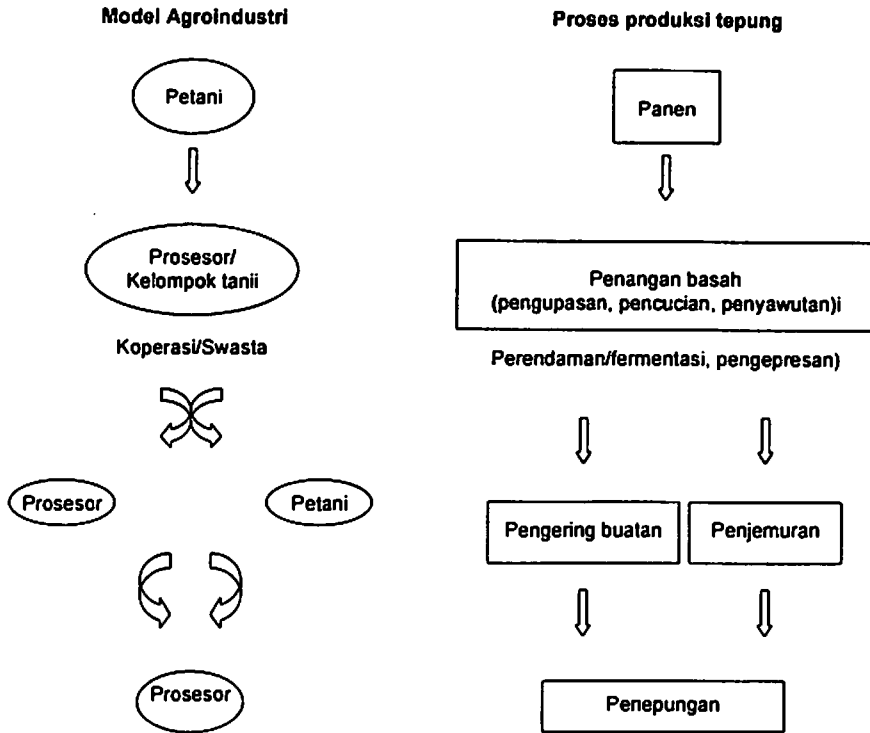 Model Agroindustri
Petani
Prosesor/
Kelompok tanii
Koperasi/Swasta
Prosesor
Petani
Prosesor
Proses produksi tepung
Panen
Penangan basah
(pengupasan, pencucian, penyawutan)i
Perendaman/fermentasi, pengepresan)
Pengering buatan
Penjemuran
Penepungan